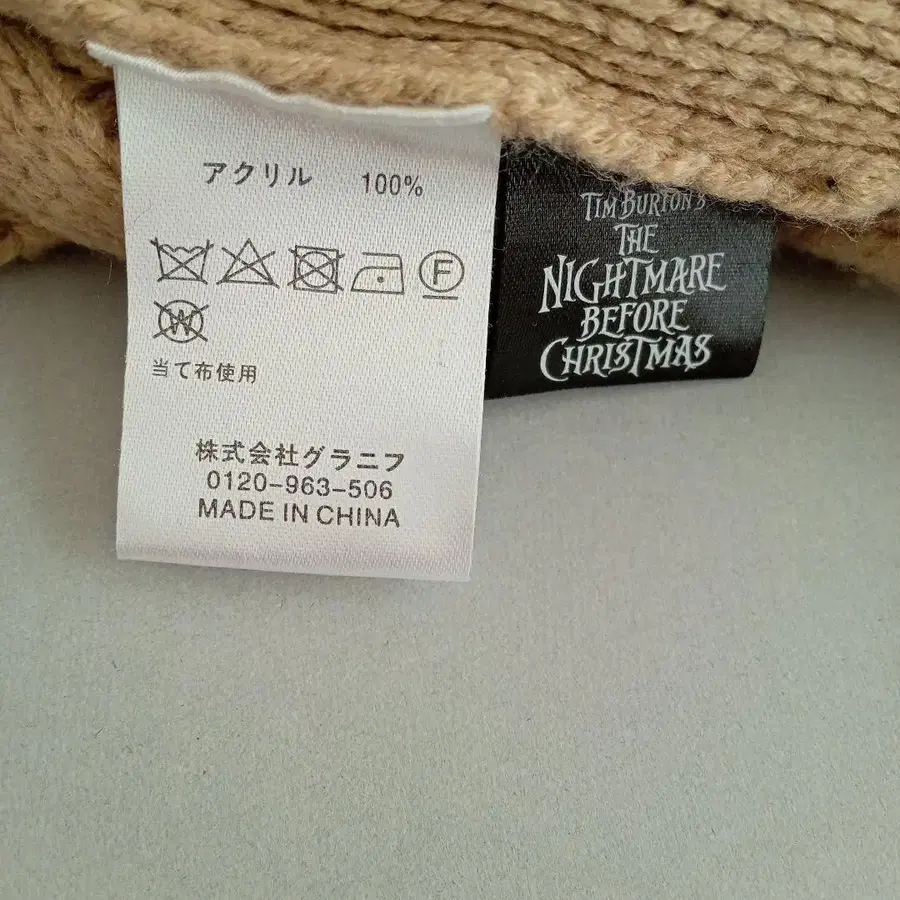 アクリル 100%
F
W
当て布使用
株式会社グラニフ
0120-963-506
MADE IN CHINA
TIM BURTON'S
THE
NIGHTMARE
BEFORE
CHRISTMAS